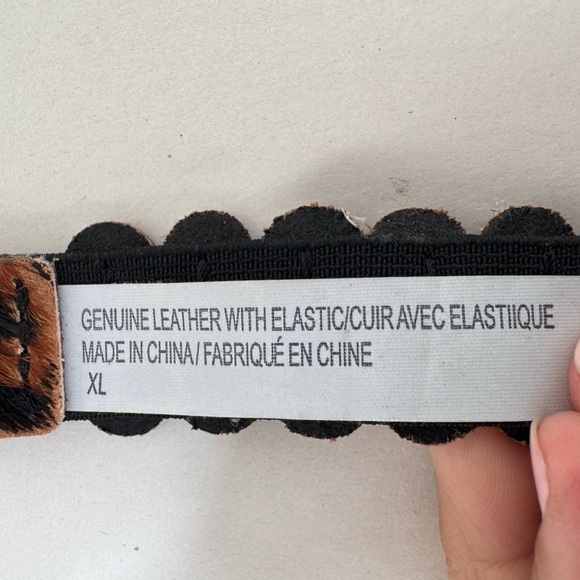 GENUINE LEATHER WITH ELASTIC/CUIR AVEC ELASTIIQUE
MADE IN CHINA/ FABRIQUÉ EN CHINE
XL